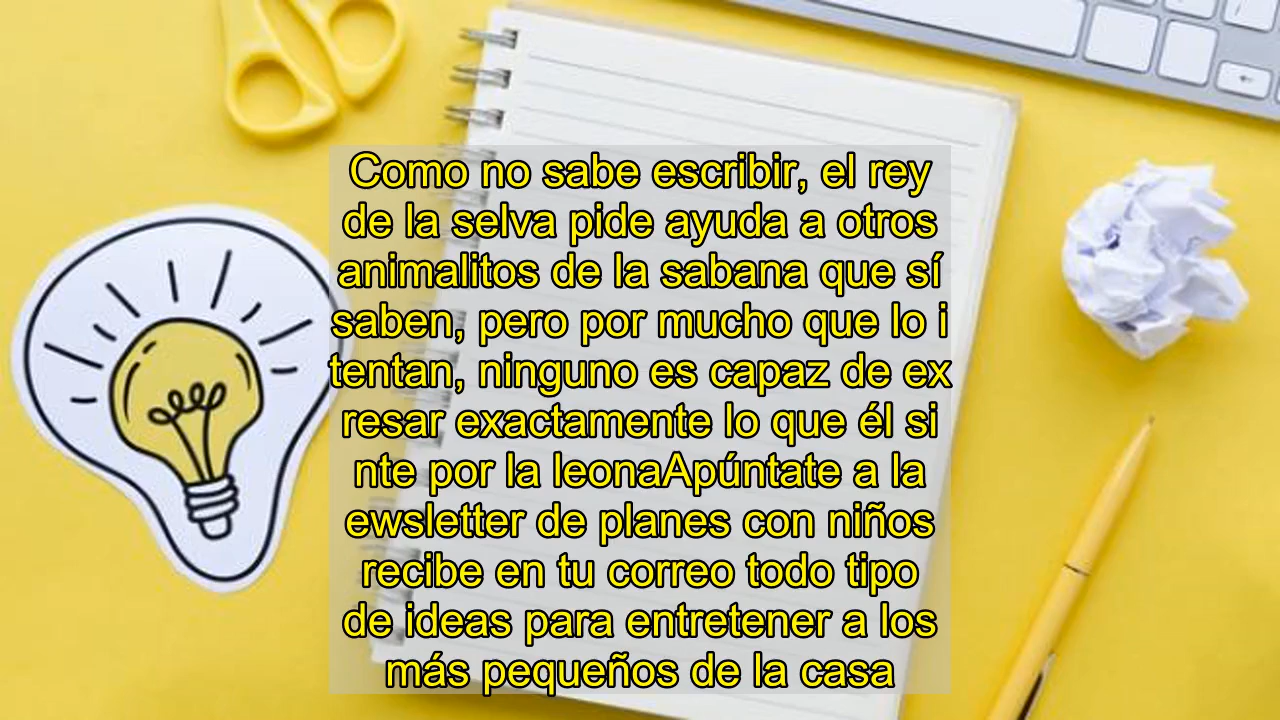 Como no sabe escribir, el rey
de la selva pide ayuda a otros
animalitos de la sabana que sí
saben, pero por mucho que lo i
tentan, ninguno es capaz de ex
resar exactamente lo que él si
nte por la leonaApúntate a la
ewsletter de planes con niños
recibe en tu correo todo tipo
de ideas para entretener a los
más pequeños de la casa